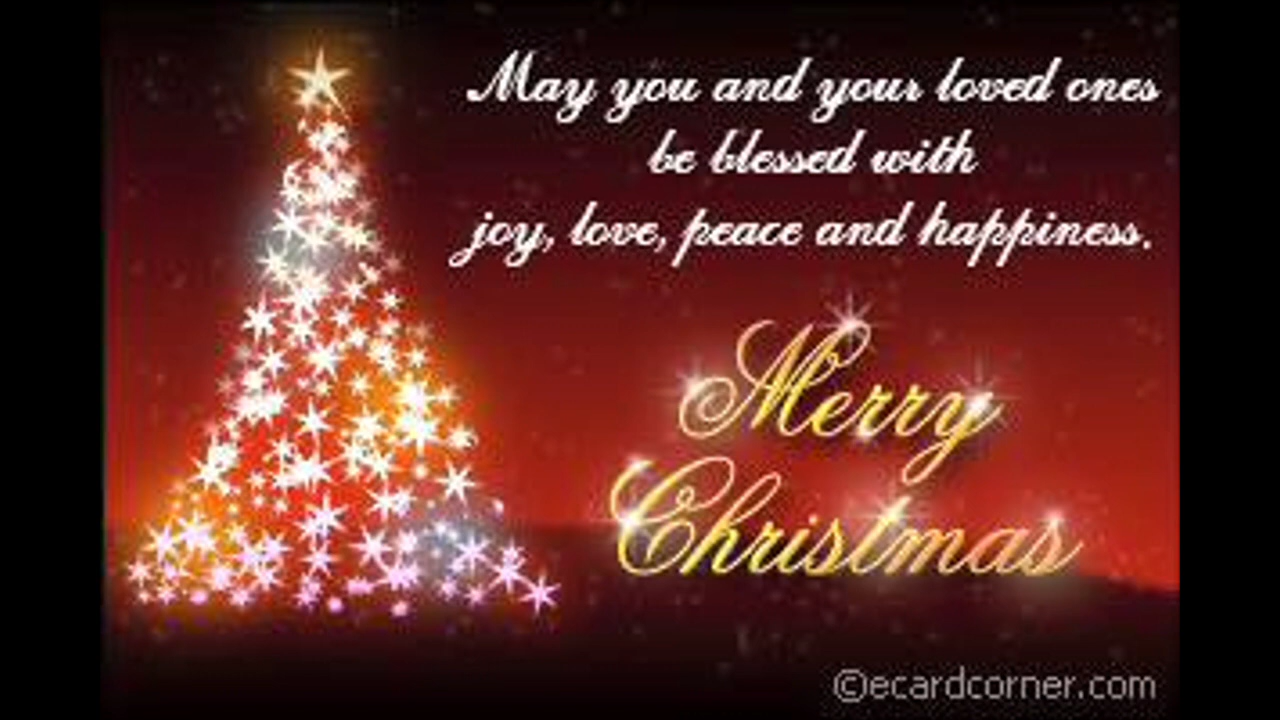 May you and your loved ones
be blessed with
joy, love, peace and happiness.
Merry
Christmas
©ecardcorner.com